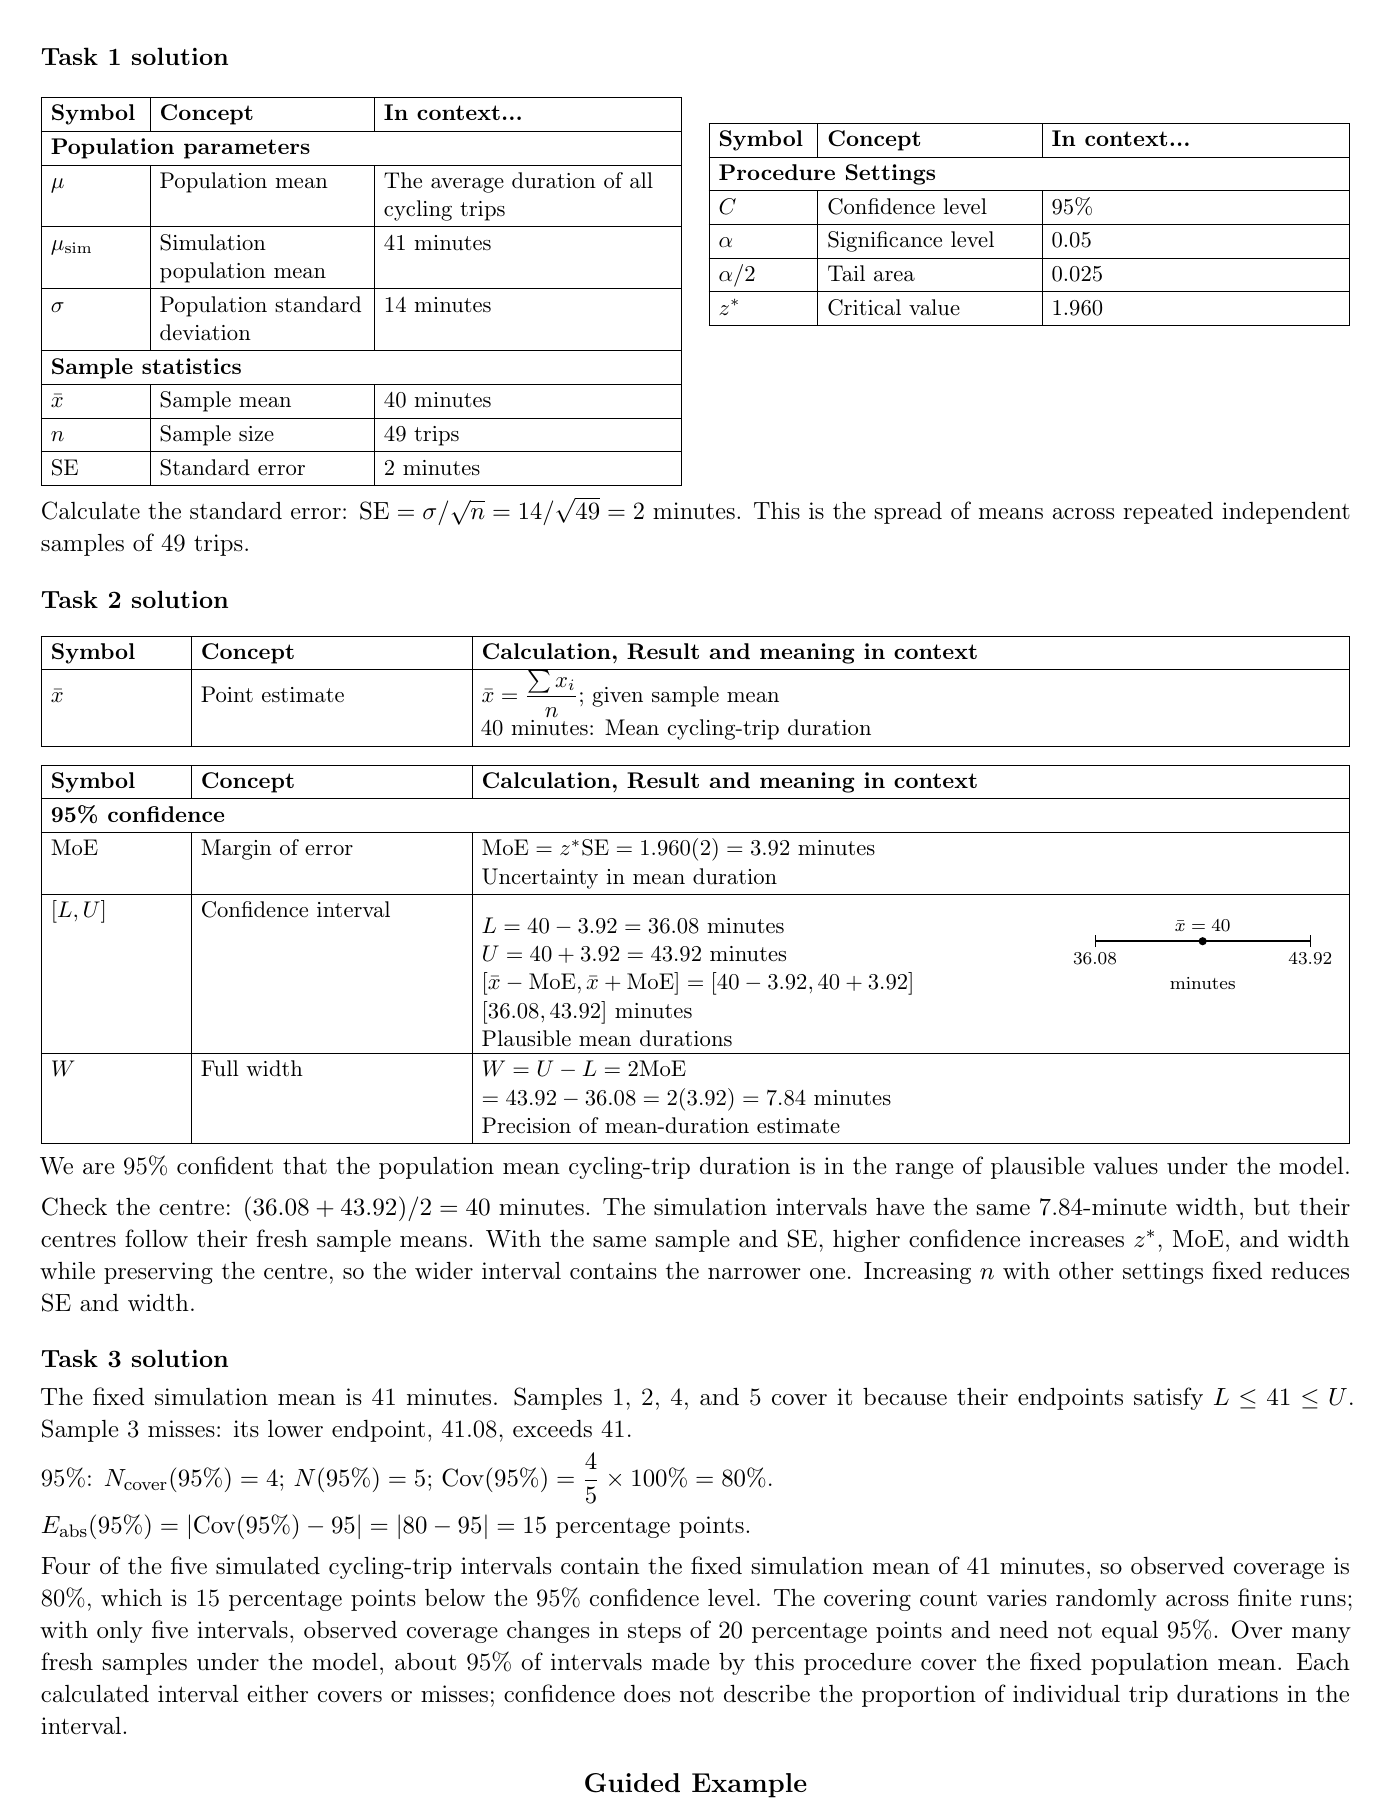 Task 1 solution
Symbol Concept In context...
Population parameters
μ Population mean The average duration of all
cycling trips
μ_sim Simulation 41 minutes
population mean
σ Population standard 14 minutes
deviation
Sample statistics
x̄ Sample mean 40 minutes
n Sample size 49 trips
SE Standard error 2 minutes
Symbol Concept In context...
Procedure Settings
C Confidence level 95%
α Significance level 0.05
α/2 Tail area 0.025
z* Critical value 1.960
Calculate the standard error: SE = σ/√n = 14/√49 = 2 minutes. This is the spread of means across repeated independent
samples of 49 trips.
Task 2 solution
Symbol Concept Calculation, Result and meaning in context
x̄ Point estimate x̄ = ∑ x_i / n; given sample mean
40 minutes: Mean cycling-trip duration
Symbol Concept Calculation, Result and meaning in context
95% confidence
MoE Margin of error MoE = z*SE = 1.960(2) = 3.92 minutes
Uncertainty in mean duration
[L, U] Confidence interval
L = 40 − 3.92 = 36.08 minutes
U = 40 + 3.92 = 43.92 minutes
[x̄ − MoE, x̄ + MoE] = [40 − 3.92, 40 + 3.92]
[36.08, 43.92] minutes
Plausible mean durations
x̄ = 40
36.08 43.92
minutes
W Full width W = U − L = 2MoE
= 43.92 − 36.08 = 2(3.92) = 7.84 minutes
Precision of mean-duration estimate
We are 95% confident that the population mean cycling-trip duration is in the range of plausible values under the model.
Check the centre: (36.08 + 43.92)/2 = 40 minutes. The simulation intervals have the same 7.84-minute width, but their
centres follow their fresh sample means. With the same sample and SE, higher confidence increases z*, MoE, and width
while preserving the centre, so the wider interval contains the narrower one. Increasing n with other settings fixed reduces
SE and width.
Task 3 solution
The fixed simulation mean is 41 minutes. Samples 1, 2, 4, and 5 cover it because their endpoints satisfy L ≤ 41 ≤ U.
Sample 3 misses: its lower endpoint, 41.08, exceeds 41.
95%: N_cover(95%) = 4; N(95%) = 5; Cov(95%) = 4/5 × 100% = 80%.
E_abs(95%) = |Cov(95%) − 95| = |80 − 95| = 15 percentage points.
Four of the five simulated cycling-trip intervals contain the fixed simulation mean of 41 minutes, so observed coverage is
80%, which is 15 percentage points below the 95% confidence level. The covering count varies randomly across finite runs;
with only five intervals, observed coverage changes in steps of 20 percentage points and need not equal 95%. Over many
fresh samples under the model, about 95% of intervals made by this procedure cover the fixed population mean. Each
calculated interval either covers or misses; confidence does not describe the proportion of individual trip durations in the
interval.
Guided Example